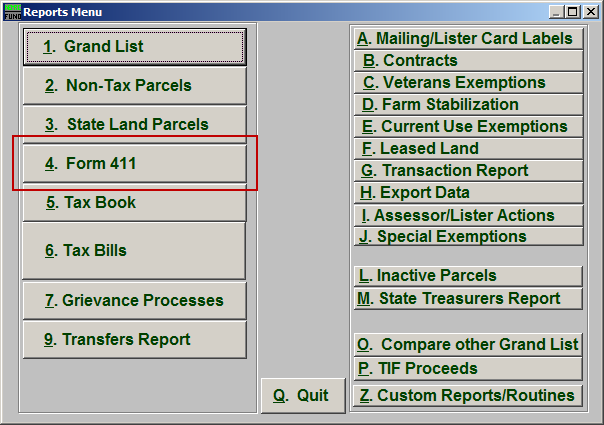 Reports Menu
1. Grand List
2. Non-Tax Parcels
3. State Land Parcels
4. Form 411
5. Tax Book
6. Tax Bills
7. Grievance Processes
9. Transfers Report
Q. Quit
A. Mailing/Lister Card Labels
B. Contracts
C. Veterans Exemptions
D. Farm Stabilization
E. Current Use Exemptions
F. Leased Land
G. Transaction Report
H. Export Data
I. Assessor/Lister Actions
J. Special Exemptions
L. Inactive Parcels
M. State Treasurers Report
O. Compare other Grand List
P. TIF Proceeds
Z. Custom Reports/Routines